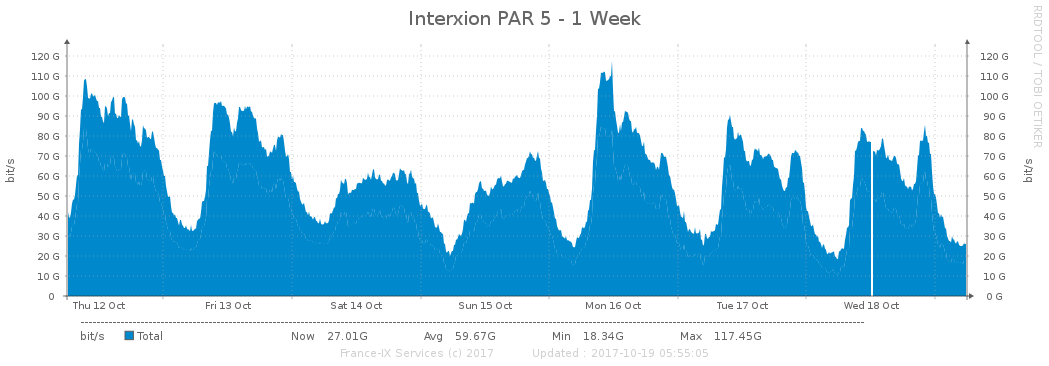 Interxion PAR 5 - 1 Week
RRDTOOL / TOBI OETIKER
bit/s
120 G 120 G
110 G 110 G
100 G 100 G
90 G 90 G
80 G 80 G
70 G 70 G
60 G 60 G
50 G 50 G
40 G 40 G
30 G 30 G
20 G 20 G
10 G 10 G
0 0 G
bit/s
Thu 12 Oct Fri 13 Oct Sat 14 Oct Sun 15 Oct Mon 16 Oct Tue 17 Oct Wed 18 Oct
bit/s Total Now 27.01G Avg 59.67G Min 18.34G Max 117.45G
France-IX Services (c) 2017 Updated : 2017-10-19 05:55:05